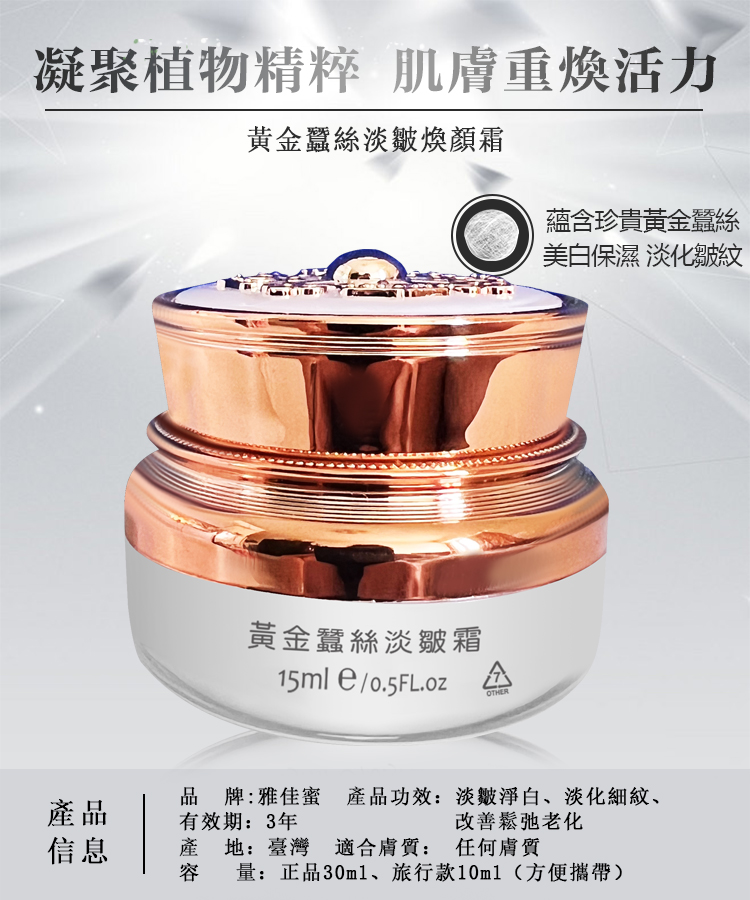 凝聚植物精粹 肌膚重煥活力
黃金蠶絲淡皺煥顏霜
蘊含珍貴黃金蠶絲
美白保濕 淡化皺紋
黃金蠶絲淡皺霜
15ml e/0.5FL.oz
7
OTHER
產品信息
品 牌:雅佳蜜 產品功效：淡皺淨白、淡化細紋、
有效期：3年 改善鬆弛老化
產 地：臺灣 適合膚質： 任何膚質
容 量：正品30ml、旅行款10ml（方便攜帶）